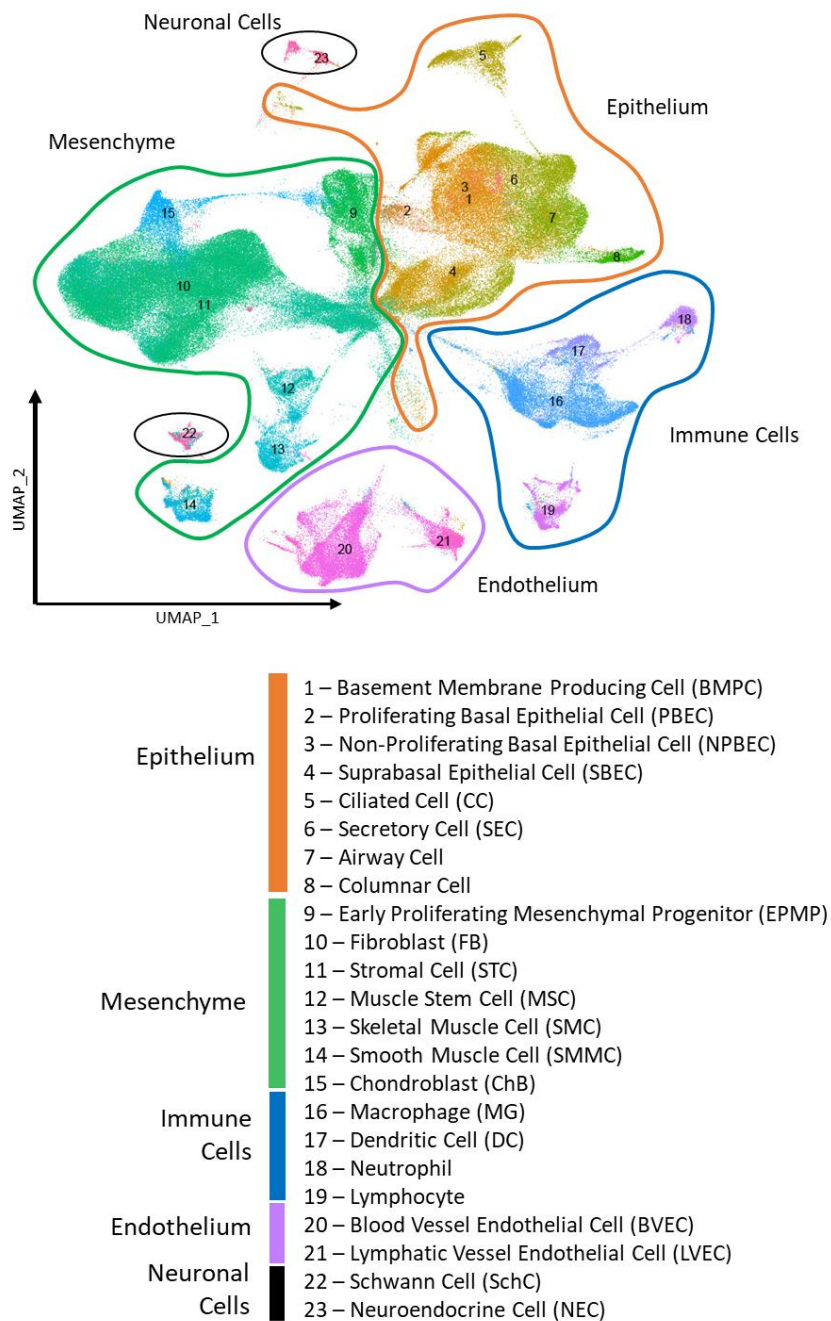 Neuronal Cells
23
5
Epithelium
Mesenchyme
3
6
1
15
9
2
7
8
4
10
11
18
17
12
16
Immune Cells
22
13
14
19
20
21
Endothelium
UMAP_2
UMAP_1
Epithelium
1 – Basement Membrane Producing Cell (BMPC)
2 – Proliferating Basal Epithelial Cell (PBEC)
3 – Non-Proliferating Basal Epithelial Cell (NPBEC)
4 – Suprabasal Epithelial Cell (SBEC)
5 – Ciliated Cell (CC)
6 – Secretory Cell (SEC)
7 – Airway Cell
8 – Columnar Cell
Mesenchyme
9 – Early Proliferating Mesenchymal Progenitor (EPMP)
10 – Fibroblast (FB)
11 – Stromal Cell (STC)
12 – Muscle Stem Cell (MSC)
13 – Skeletal Muscle Cell (SMC)
14 – Smooth Muscle Cell (SMMC)
15 – Chondroblast (ChB)
Immune
Cells
16 – Macrophage (MG)
17 – Dendritic Cell (DC)
18 – Neutrophil
19 – Lymphocyte
Endothelium
20 – Blood Vessel Endothelial Cell (BVEC)
21 – Lymphatic Vessel Endothelial Cell (LVEC)
Neuronal
Cells
22 – Schwann Cell (SchC)
23 – Neuroendocrine Cell (NEC)